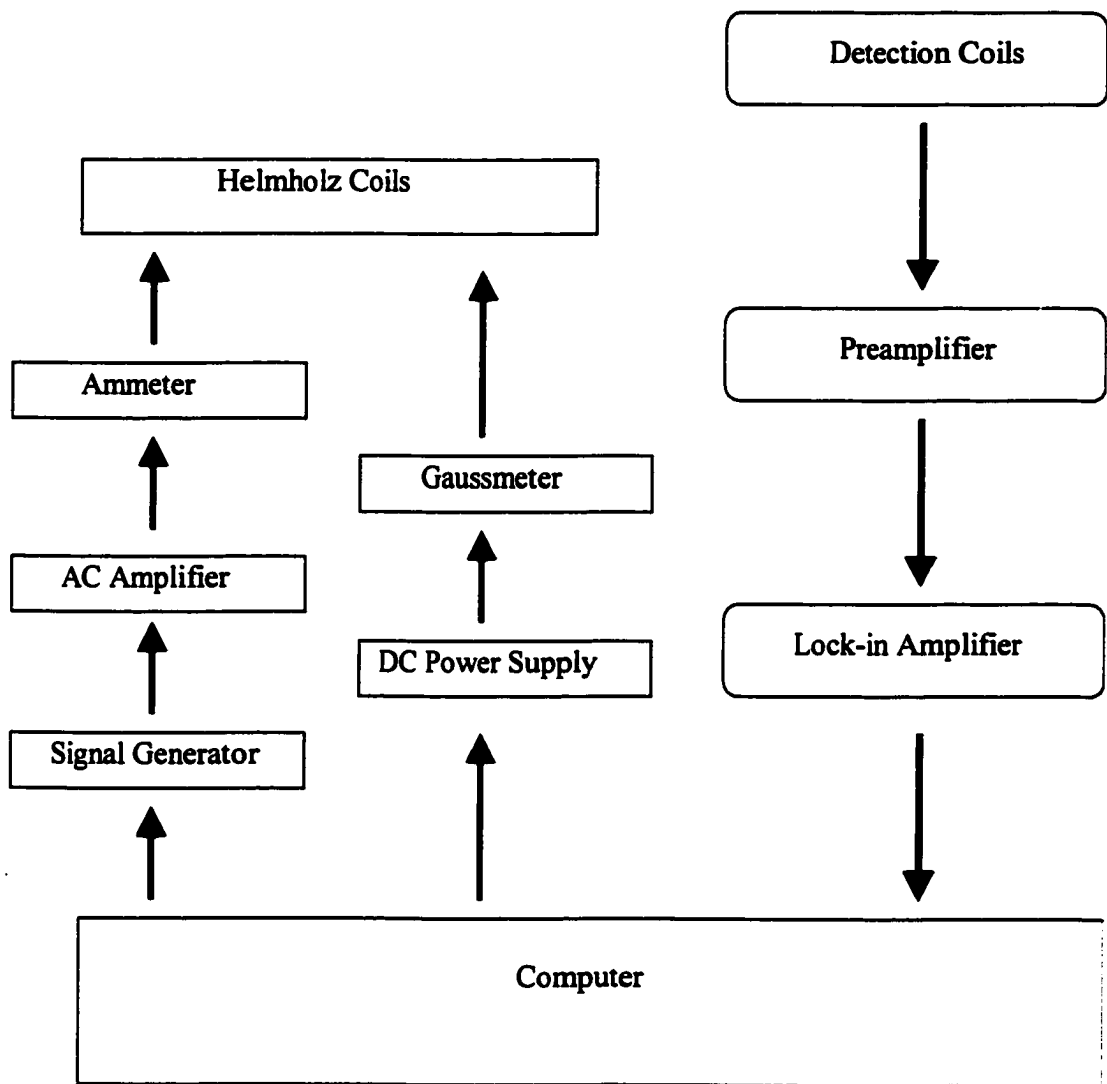 Detection Coils
Helmholz Coils
Preamplifier
Ammeter
Gaussmeter
AC Amplifier
Lock-in Amplifier
DC Power Supply
Signal Generator
Computer